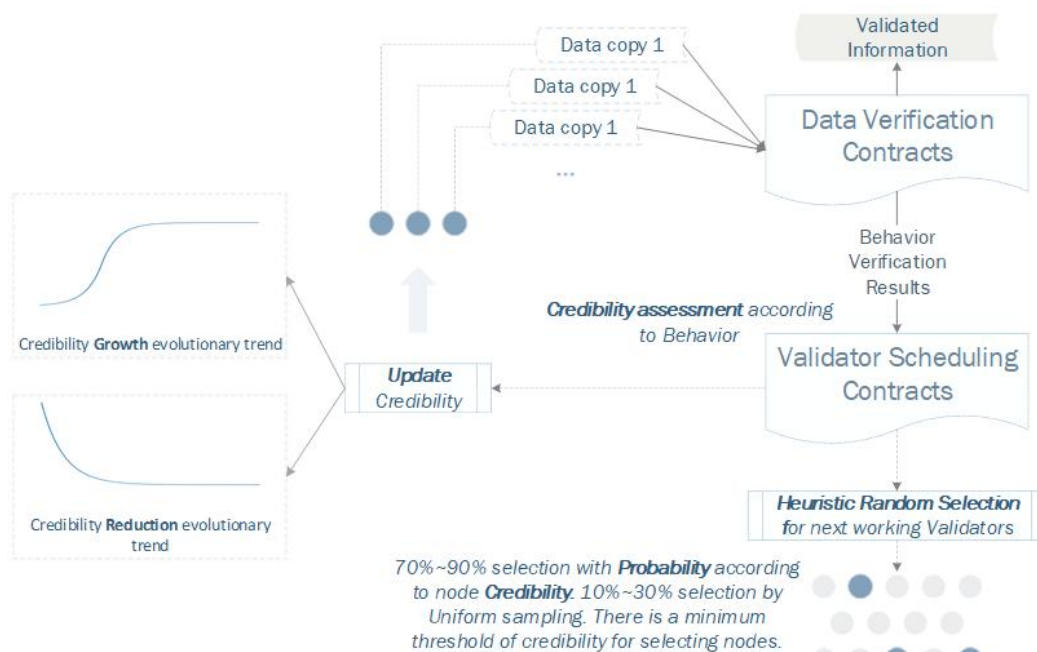 Validated
Information
Data copy 1
Data copy 1
Data copy 1
...
Data Verification
Contracts
Behavior
Verification
Results
Credibility assessment according
to Behavior
Credibility Growth evolutionary trend
Update
Credibility
Validator Scheduling
Contracts
Credibility Reduction evolutionary
trend
Heuristic Random Selection
for next working Validators
70%~90% selection with Probability according
to node Credibility. 10%~30% selection by
Uniform sampling. There is a minimum
threshold of credibility for selecting nodes.